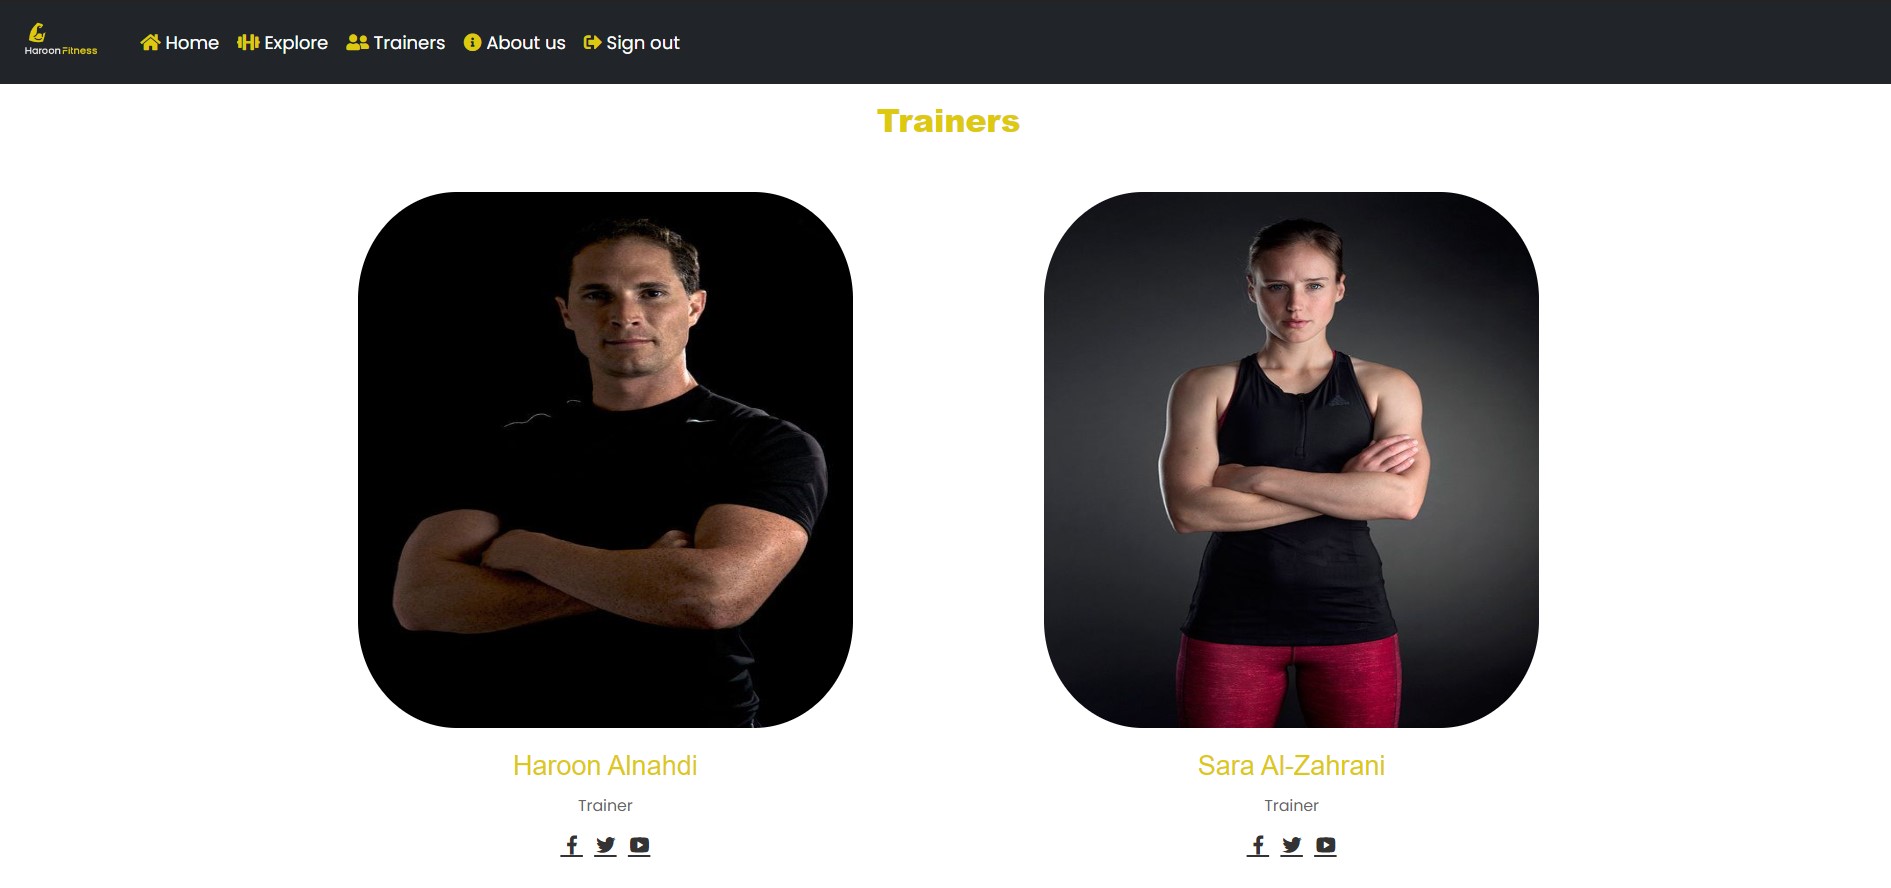 Haroon Fitness
Home Explore Trainers About us Sign out
Trainers
Haroon Alnahdi
Sara Al-Zahrani
Trainer
Trainer